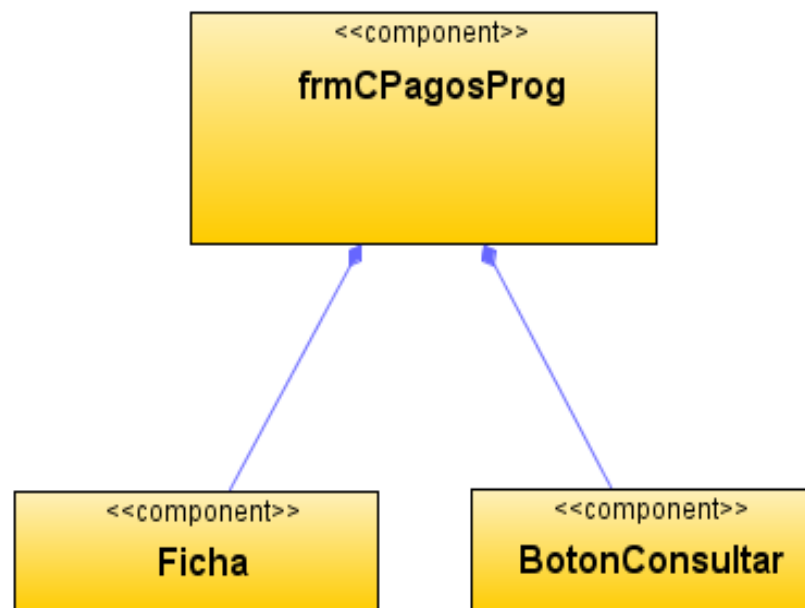 <<component>>
frmCPagosProg
<<component>>
Ficha
<<component>>
BotonConsultar